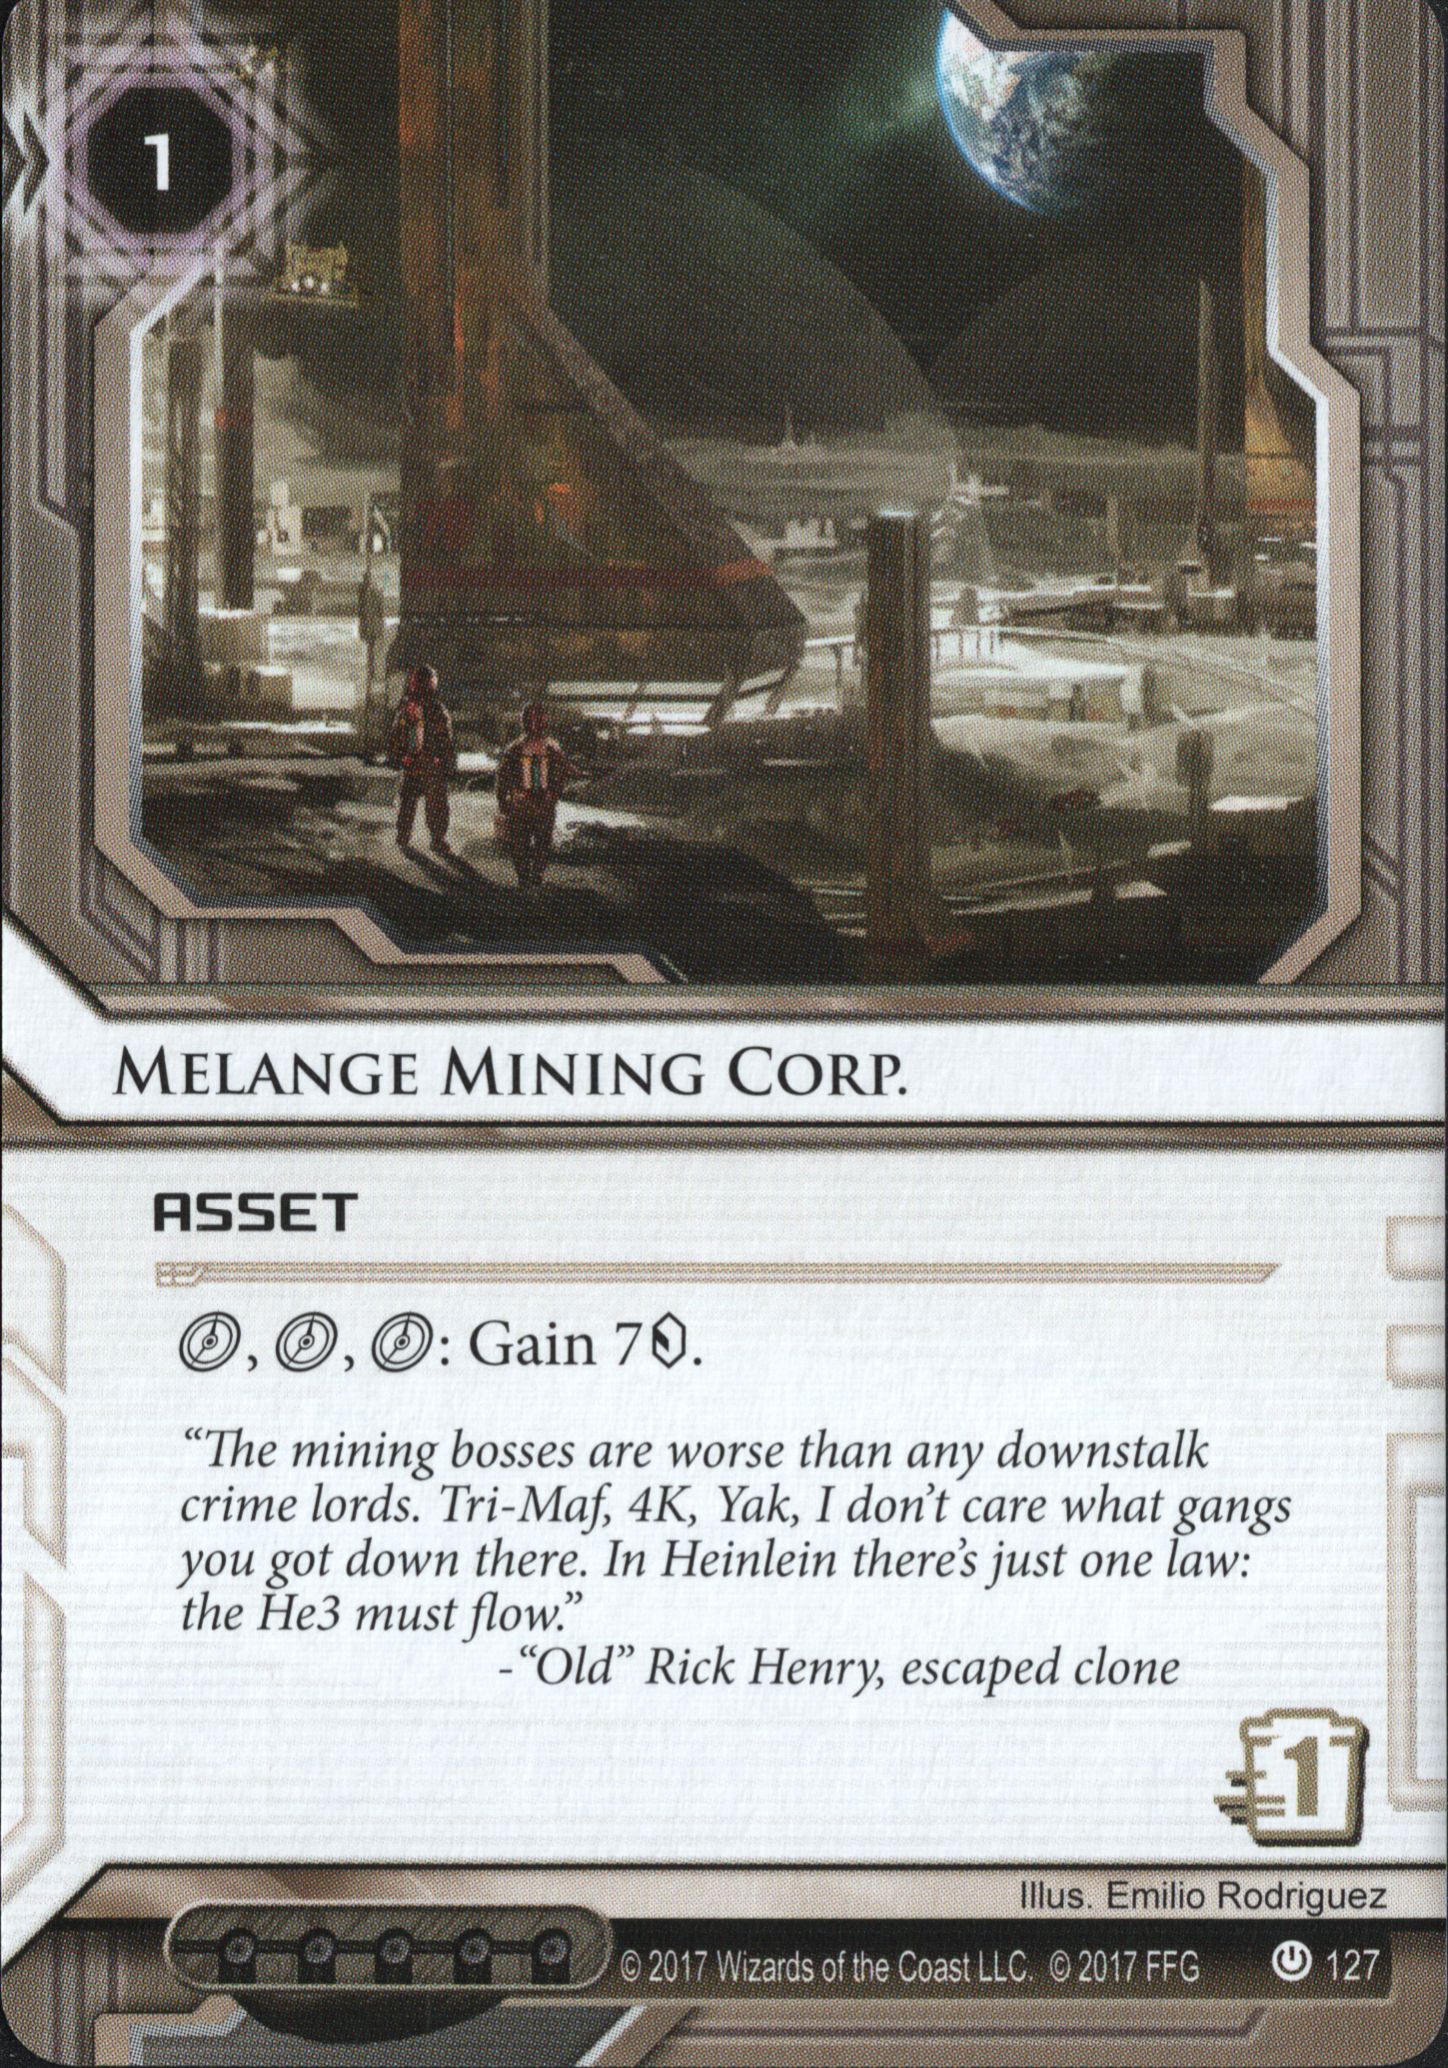 1
MELANGE MINING CORP.
ASSET
, , : Gain 7.
“The mining bosses are worse than any downstalk
crime lords. Tri-Maf, 4K, Yak, I don’t care what gangs
you got down there. In Heinlein there’s just one law:
the He3 must flow.”
-“Old” Rick Henry, escaped clone
1
Illus. Emilio Rodriguez
© 2017 Wizards of the Coast LLC. © 2017 FFG 127